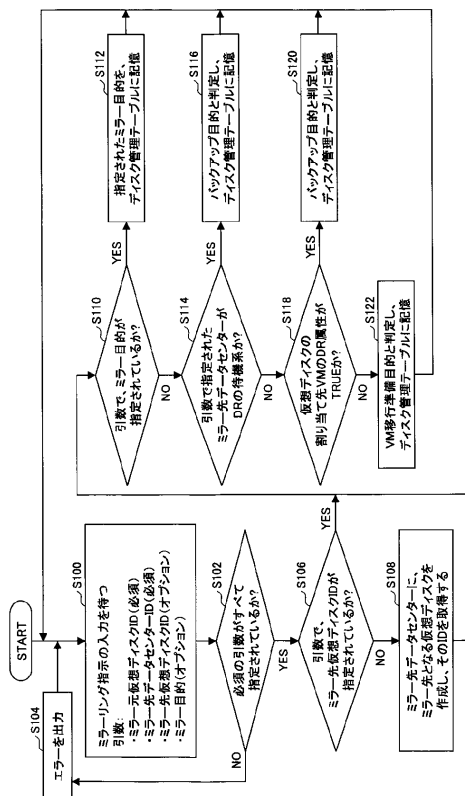 START
S104
エラーを出力
S100
ミラーリング指示の入力を待つ
引数:
・ミラー元仮想ディスクID(必須)
・ミラー先データセンターID(必須)
・ミラー先仮想ディスクID(オプション)
・ミラー目的(オプション)
S102
必須の引数がすべて
指定されているか?
NO
YES
S106
引数で、
ミラー先仮想ディスクIDが
指定されているか?
YES
NO
S108
ミラー先データセンターに、
ミラー先となる仮想ディスクを
作成し、そのIDを取得する
S110
引数で、ミラー目的が
指定されているか?
YES
NO
S112
指定されたミラー目的を、
ディスク管理テーブルに記憶
S114
引数で指定された
ミラー先データセンターが
DRの待機系か?
YES
NO
S116
バックアップ目的と判定し、
ディスク管理テーブルに記憶
S118
仮想ディスクの
割り当て先VMのDR属性が
TRUEか?
YES
NO
S120
バックアップ目的と判定し、
ディスク管理テーブルに記憶
S122
VM移行準備目的と判定し、
ディスク管理テーブルに記憶